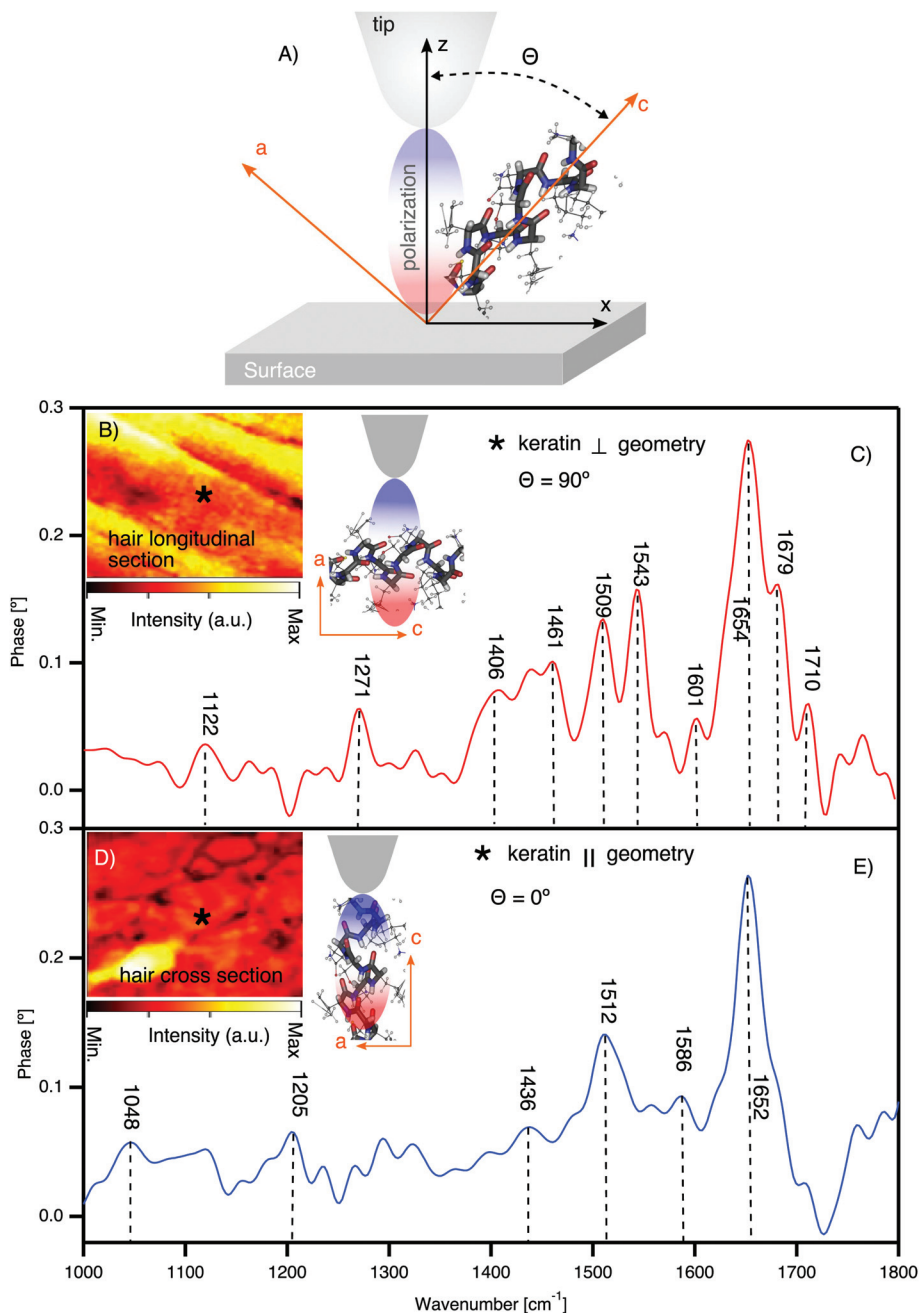 tip
A)
z
Θ
c
a
polarization
x
Surface
0.3
0.2
0.1
0.0
Phase [º]
B)
hair longitudinal
section
Min.
Intensity (a.u.)
Max
a
c
* keratin ⊥ geometry
Θ = 90º
C)
1122
1271
1406
1461
1509
1543
1601
1654
1679
1710
0.3
0.2
0.1
0.0
Phase [º]
D)
hair cross section
Min.
Intensity (a.u.)
Max
c
a
* keratin || geometry
Θ = 0º
E)
1048
1205
1436
1512
1586
1652
1000
1100
1200
1300
1400
1500
1600
1700
1800
Wavenumber [cm⁻¹]